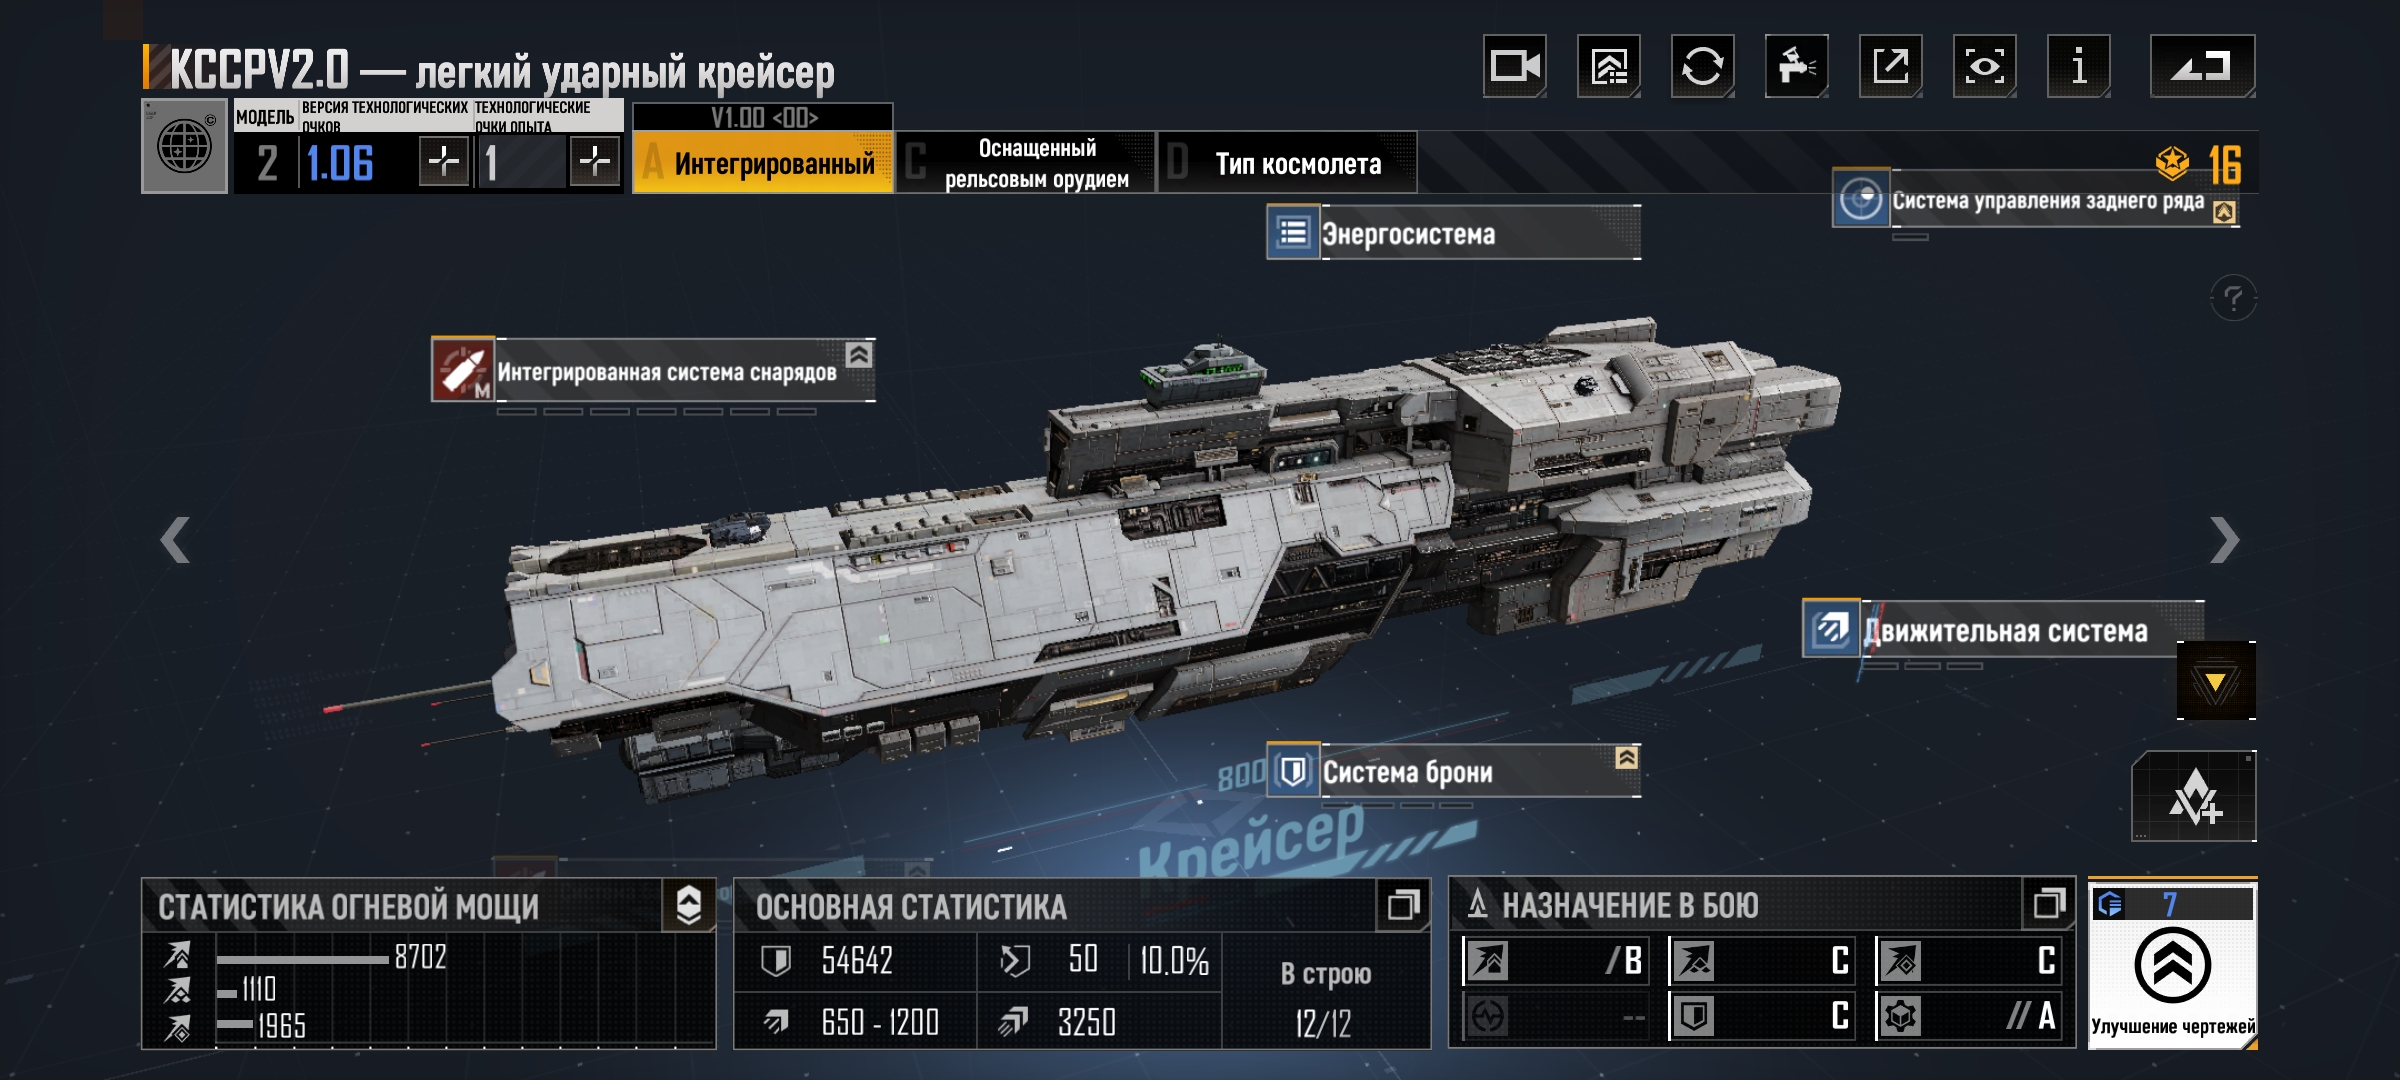 КССРV2.0 — легкий ударный крейсер
МОДЕЛЬ
ВЕРСИЯ ТЕХНОЛОГИЧЕСКИХ
ОЧКОВ
ТЕХНОЛОГИЧЕСКИЕ
ОЧКИ ОПЫТА
2
1.06
1
V1.00 <00>
A Интегрированный
C Оснащенный
рельсовым орудием
D Тип космолета
16
Система управления заднего ряда
Энергосистема
?
M
Интегрированная система снарядов
Движительная система
800
Система брони
Крейсер
СТАТИСТИКА ОГНЕВОЙ МОЩИ
8702
1110
1965
ОСНОВНАЯ СТАТИСТИКА
54642
50
10.0%
650 - 1200
3250
В строю
12/12
НАЗНАЧЕНИЕ В БОЮ
/B
C
C
--
C
//A
7
Улучшение чертежей